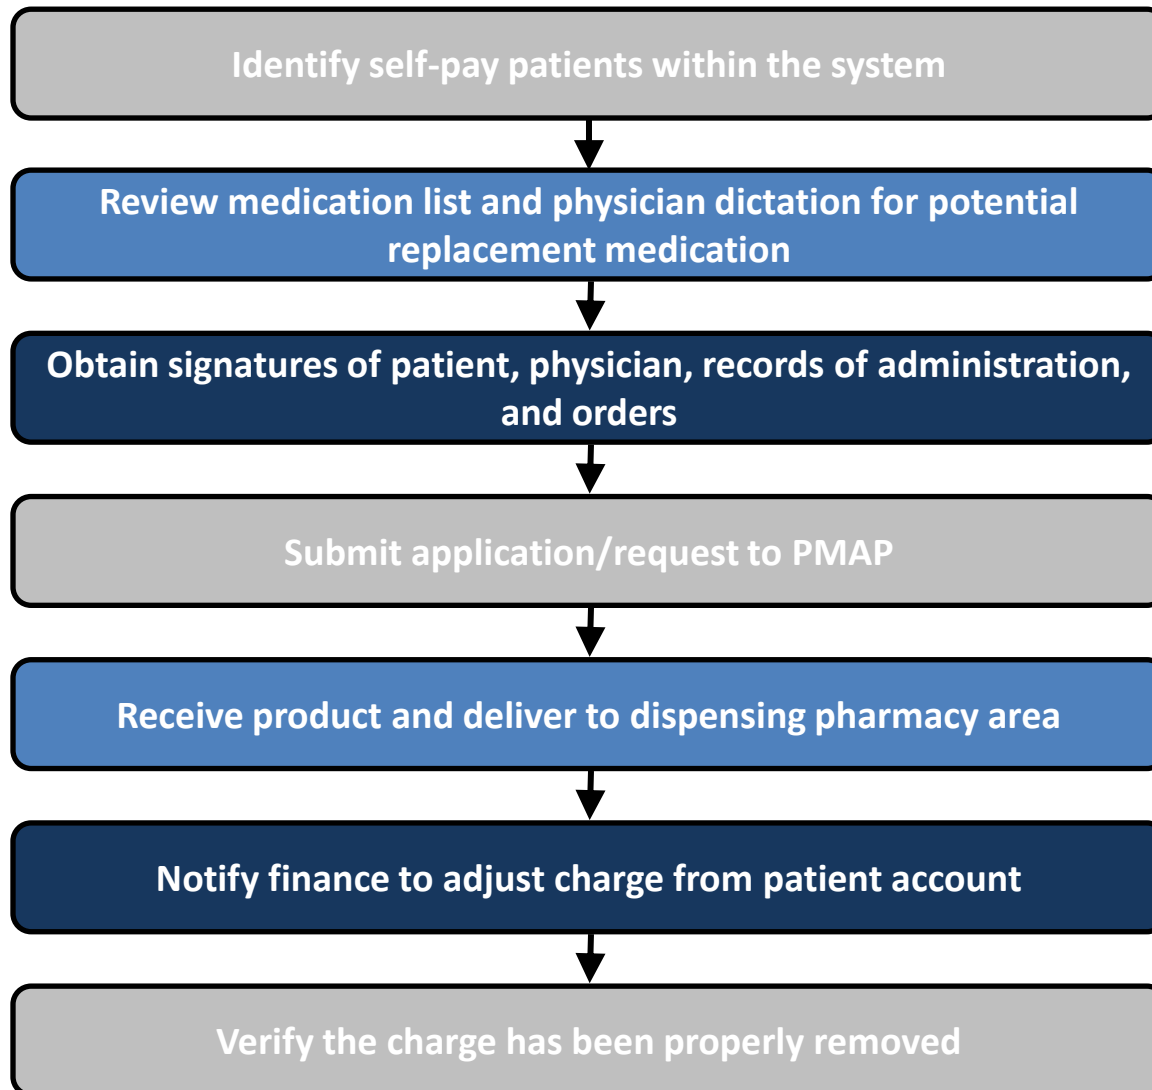 Identify self-pay patients within the system
Review medication list and physician dictation for potential
replacement medication
Obtain signatures of patient, physician, records of administration,
and orders
Submit application/request to PMAP
Receive product and deliver to dispensing pharmacy area
Notify finance to adjust charge from patient account
Verify the charge has been properly removed